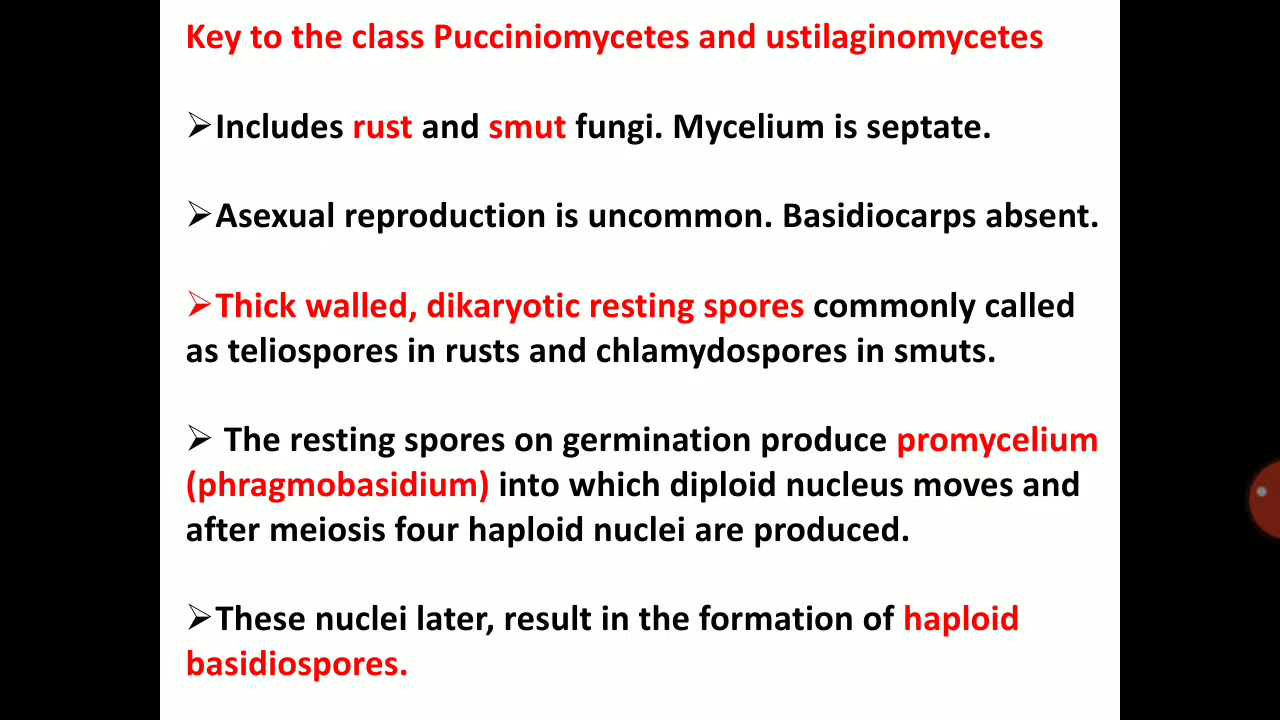 Key to the class Pucciniomycetes and ustilaginomycetes
➢Includes rust and smut fungi. Mycelium is septate.
➢Asexual reproduction is uncommon. Basidiocarps absent.
➢Thick walled, dikaryotic resting spores commonly called
as teliospores in rusts and chlamydospores in smuts.
➢ The resting spores on germination produce promycelium
(phragmobasidium) into which diploid nucleus moves and
after meiosis four haploid nuclei are produced.
➢These nuclei later, result in the formation of haploid
basidiospores.